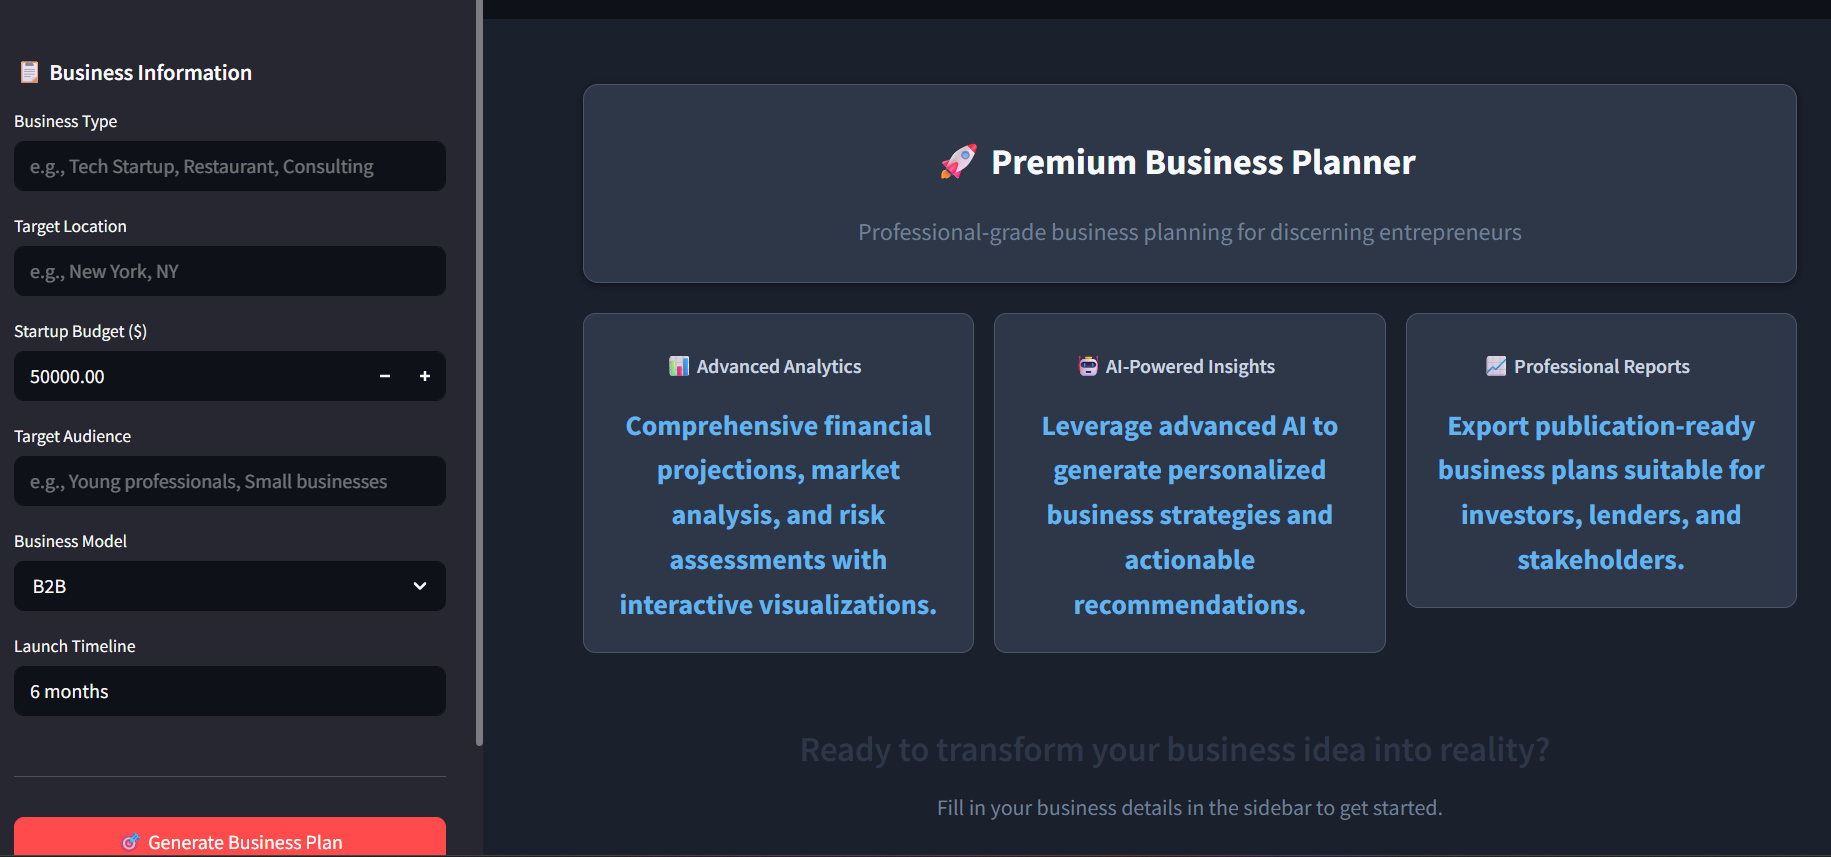 Business Information
Business Type
e.g., Tech Startup, Restaurant, Consulting
Target Location
e.g., New York, NY
Startup Budget ($)
50000.00
Target Audience
e.g., Young professionals, Small businesses
Business Model
B2B
Launch Timeline
6 months
Generate Business Plan
Premium Business Planner
Professional-grade business planning for discerning entrepreneurs
Advanced Analytics
Comprehensive financial
projections, market
analysis, and risk
assessments with
interactive visualizations.
AI-Powered Insights
Leverage advanced AI to
generate personalized
business strategies and
actionable
recommendations.
Professional Reports
Export publication-ready
business plans suitable for
investors, lenders, and
stakeholders.
Ready to transform your business idea into reality?
Fill in your business details in the sidebar to get started.